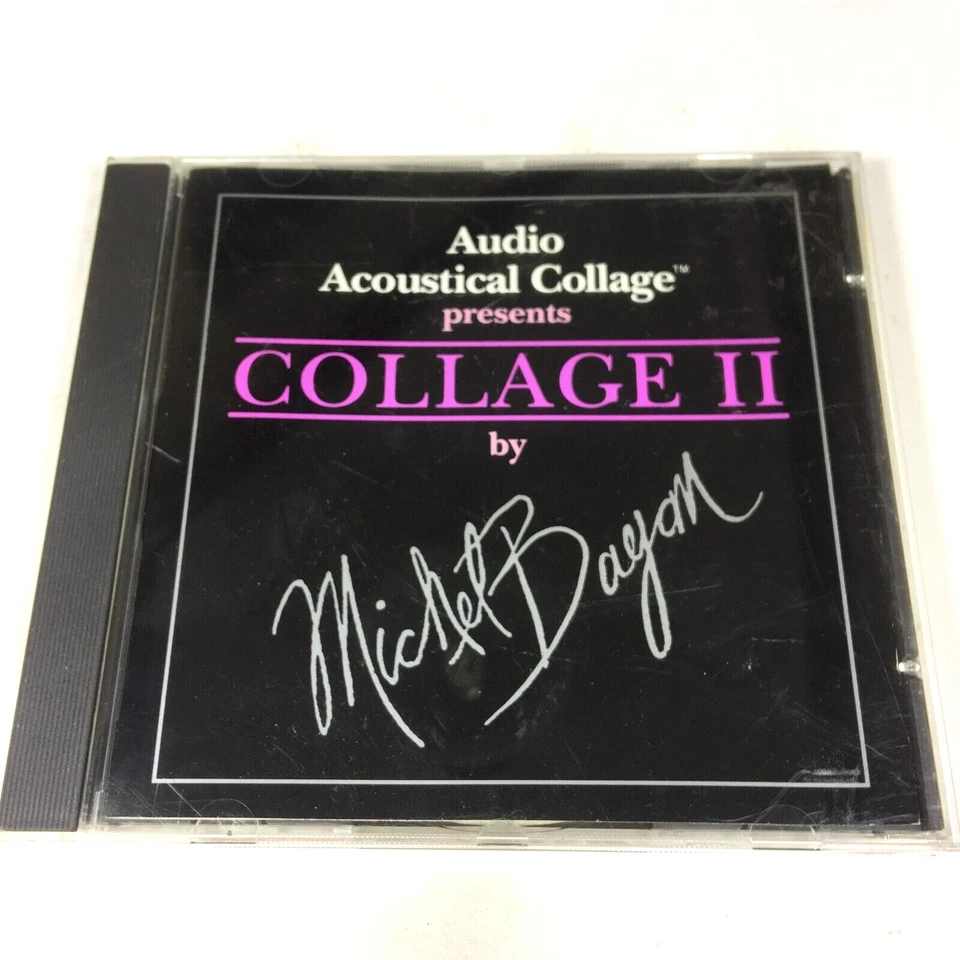 Audio
Acoustical Collage™
presents
COLLAGE II
by
Michel Bayan